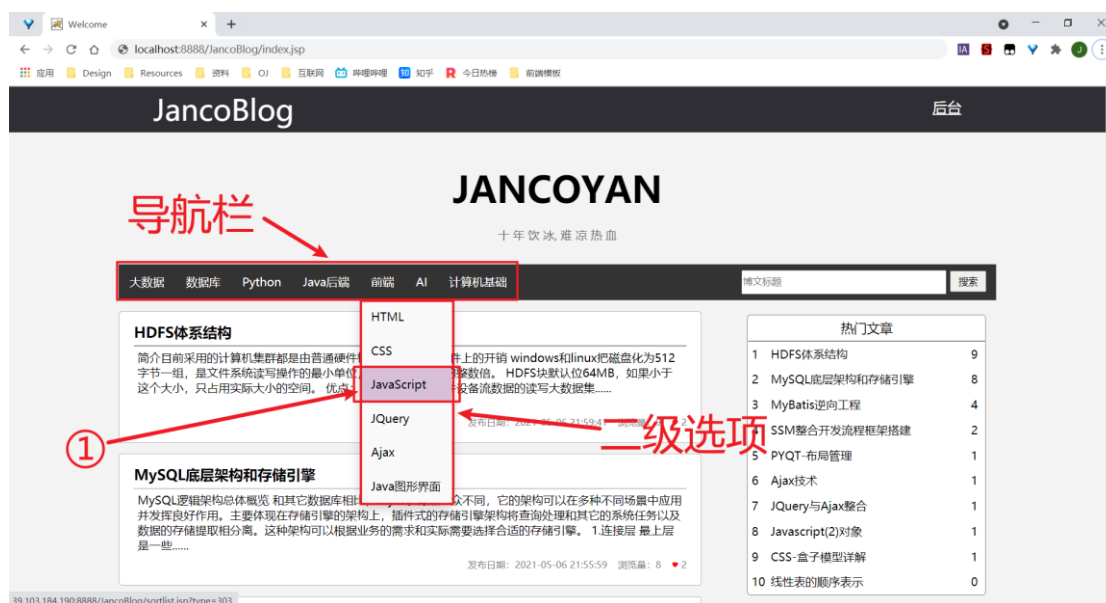 Welcome
localhost:8888/JancoBlog/index.jsp
应用 Design Resources 资料 OJ 互联网 哔哩哔哩 知乎 今日热榜 前端模板
JancoBlog 后台
JANCOYAN
十年饮冰,难凉热血
导航栏
大数据 数据库 Python Java后端 前端 AI 计算机基础 博文标题 搜索
HTML
CSS
JavaScript
JQuery
Ajax
Java图形界面
①
二级选项
HDFS体系结构
简介目前采用的计算机集群都是由普通硬件 件上的开销 windows和linux把磁盘化为512
字节一组，是文件系统读写操作的最小单位 整数倍。 HDFS块默认位64MB，如果小于
这个大小，只占用实际大小的空间。 优点 设备流数据的读写大数据集......
发布日期：2021-05-06 21:59:41 2
MySQL底层架构和存储引擎
MySQL逻辑架构总体概览 和其它数据库相 众不同，它的架构可以在多种不同场景中应用
并发挥良好作用。主要体现在存储引擎的架构上，插件式的存储引擎架构将查询处理和其它的系统任务以及
数据的存储提取相分离。这种架构可以根据业务的需求和实际需要选择合适的存储引擎。 1.连接层 最上层
是一些......
发布日期：2021-05-06 21:55:59 浏览量：8 ♥2
热门文章
1 HDFS体系结构 9
2 MySQL底层架构和存储引擎 8
3 MyBatis逆向工程 4
SSM整合开发流程框架搭建 2
5 PYQT-布局管理 1
6 Ajax技术 1
7 JQuery与Ajax整合 1
8 Javascript(2)对象 1
9 CSS-盒子模型详解 1
10 线性表的顺序表示 0
39.103.184.190:8888/JancoBlog/sortlist.jsp?type=303